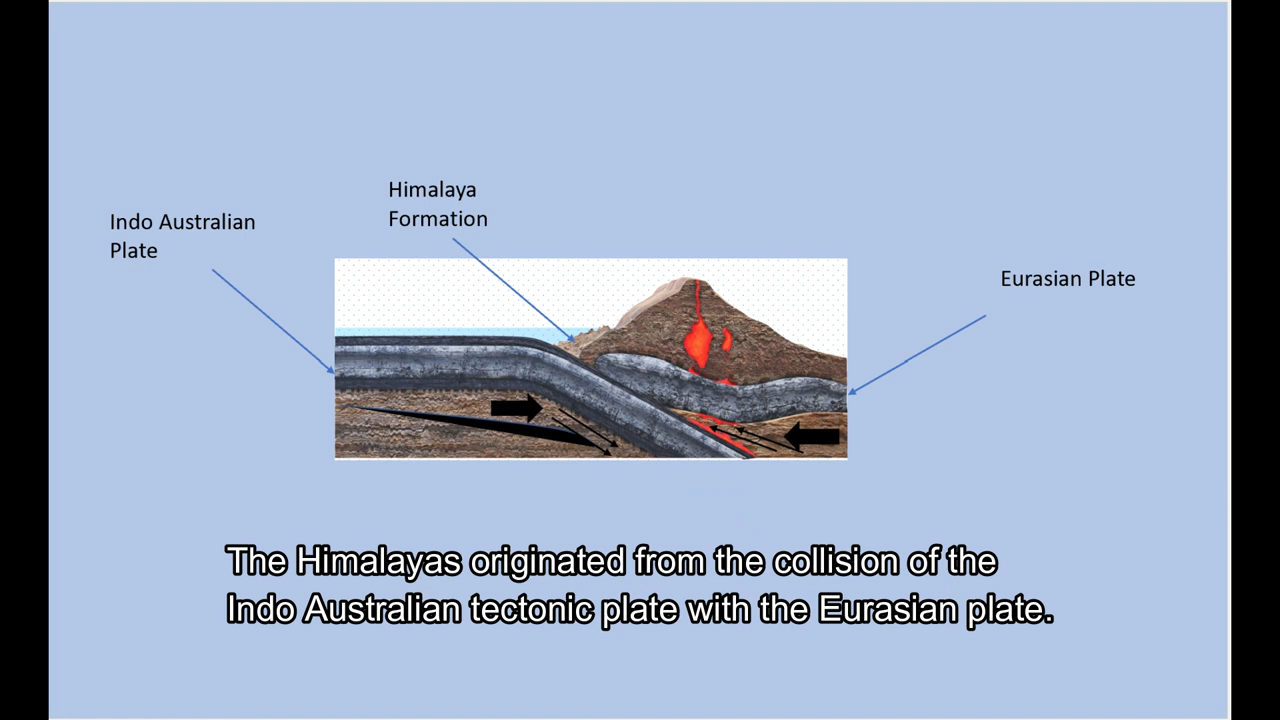 Himalaya
Formation
Indo Australian
Plate
Eurasian Plate
The Himalayas originated from the collision of the
Indo Australian tectonic plate with the Eurasian plate.